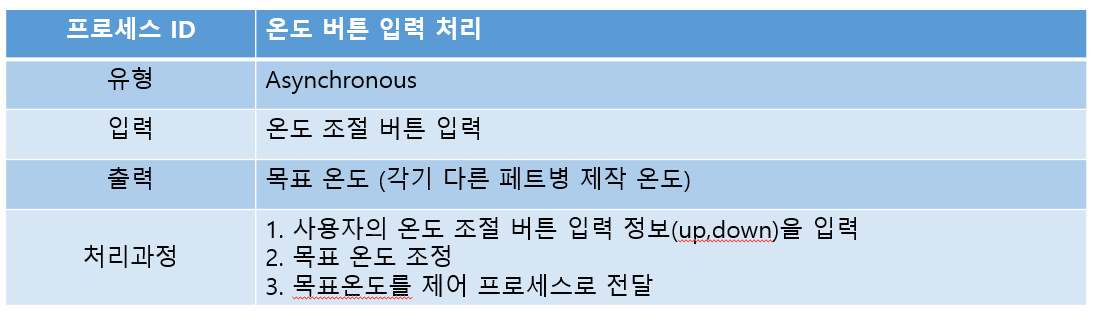 프로세스 ID 온도 버튼 입력 처리
유형 Asynchronous
입력 온도 조절 버튼 입력
출력 목표 온도 (각기 다른 페트병 제작 온도)
처리과정
1. 사용자의 온도 조절 버튼 입력 정보(up,down)을 입력
2. 목표 온도 조정
3. 목표온도를 제어 프로세스로 전달